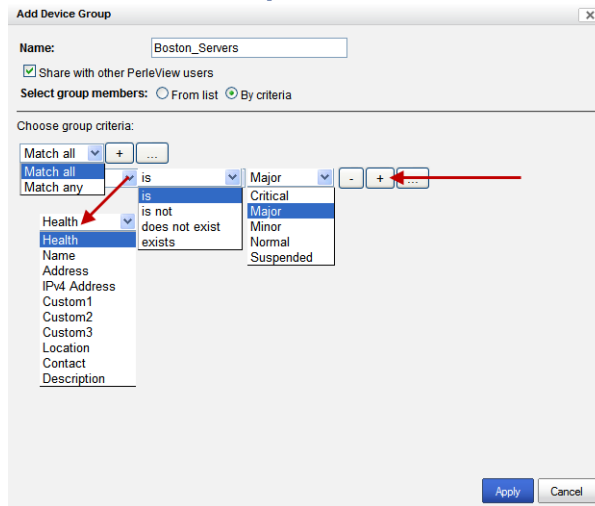 Add Device Group
Name: Boston_Servers
Share with other PerleView users
Select group members: From list By criteria
Choose group criteria:
Match all + ...
Match all
Match any
is Major - + ...
is
is not
does not exist
exists
Critical
Major
Minor
Normal
Suspended
Health
Health
Name
Address
IPv4 Address
Custom1
Custom2
Custom3
Location
Contact
Description
Apply Cancel